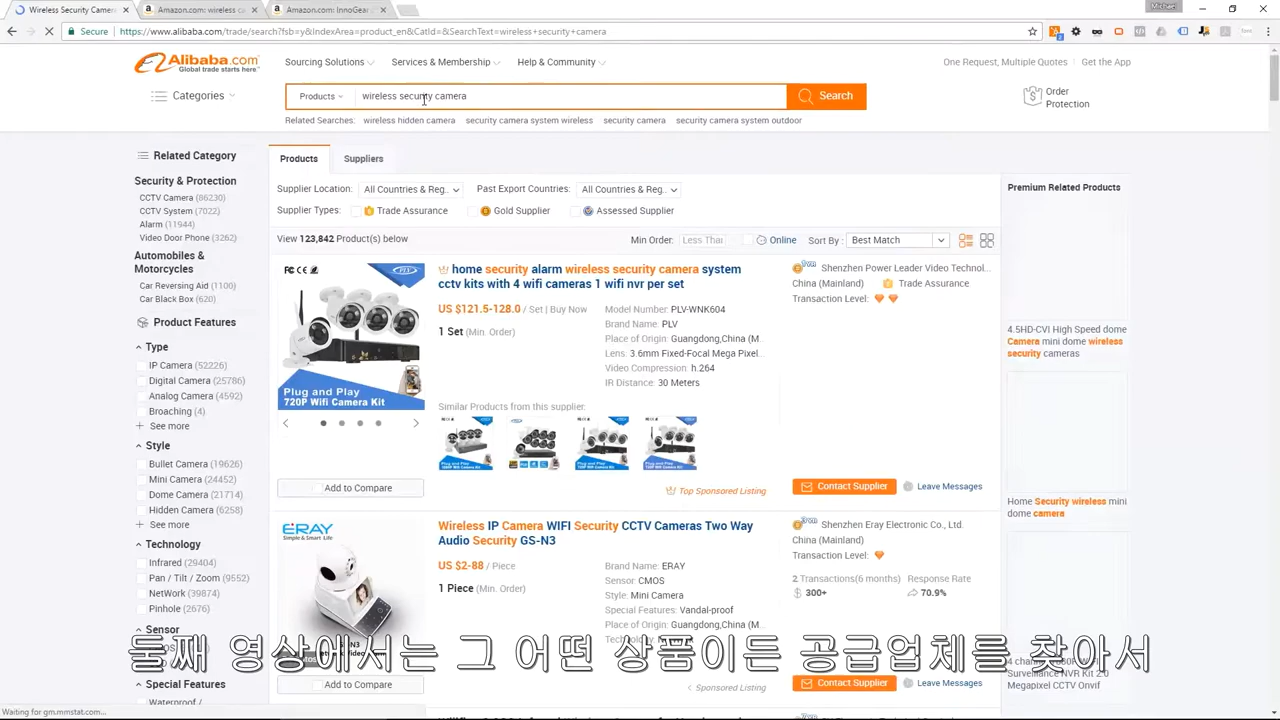 Wireless Security Camera
Amazon.com: wireless ca
Amazon.com: InnoGear
Michael
Secure
https://www.alibaba.com/trade/search?fsb=y&IndexArea=product_en&CatId=&SearchText=wireless+security+camera
Alibaba.com
Global trade starts here.™
Sourcing Solutions
Services & Membership
Help & Community
One Request, Multiple Quotes
Get the App
Categories
Products
wireless security camera
Search
Order
Protection
Related Searches:
wireless hidden camera
security camera system wireless
security camera
security camera system outdoor
Related Category
Security & Protection
CCTV Camera (86230)
CCTV System (7022)
Alarm (11944)
Video Door Phone (3262)
Automobiles &
Motorcycles
Car Reversing Aid (1100)
Car Black Box (620)
Product Features
Type
IP Camera (52226)
Digital Camera (25786)
Analog Camera (4592)
Broaching (4)
See more
Style
Bullet Camera (19626)
Mini Camera (24452)
Dome Camera (21714)
Hidden Camera (6258)
See more
Technology
Infrared (29404)
Pan / Tilt / Zoom (9552)
NetWork (39874)
Pinhole (2676)
Sensor
Special Features
Waterproof /
Products
Suppliers
Supplier Location:
All Countries & Reg..
Past Export Countries:
All Countries & Reg..
Supplier Types:
Trade Assurance
Gold Supplier
Assessed Supplier
View 123,842 Product(s) below
Min Order:
Less Than
Online
Sort By :
Best Match
PLV
Plug and Play
720P Wifi Camera Kit
Add to Compare
home security alarm wireless security camera system
cctv kits with 4 wifi cameras 1 wifi nvr per set
US $121.5-128.0 / Set | Buy Now
1 Set (Min. Order)
Model Number: PLV-WNK604
Brand Name: PLV
Place of Origin: Guangdong,China (M..
Lens: 3.6mm Fixed-Focal Mega Pixel..
Video Compression: h.264
IR Distance: 30 Meters
Similar Products from this supplier:
Top Sponsored Listing
Shenzhen Power Leader Video Technol...
China (Mainland)
Trade Assurance
Transaction Level:
Contact Supplier
Leave Messages
ERAY
Simple & Smart Life
Add to Compare
Wireless IP Camera WIFI Security CCTV Cameras Two Way
Audio Security GS-N3
US $2-88 / Piece
1 Piece (Min. Order)
Brand Name: ERAY
Sensor: CMOS
Style: Mini Camera
Special Features: Vandal-proof
Place of Origin: Guangdong,China (M...
Sponsored Listing
Shenzhen Eray Electronic Co., Ltd.
China (Mainland)
Transaction Level:
2 Transactions(6 months)
Response Rate
300+
70.9%
Contact Supplier
Leave Messages
Premium Related Products
4.5HD-CVI High Speed dome
Camera mini dome wireless
security cameras
Home Security wireless mini
dome camera
Surveillance NVR Kit 2.0
Megapixel CCTV Onvif
둘째 영상에서는 그 어떤 상품이든 공급업체를 찾아서
Waiting for gm.mmstat.com...